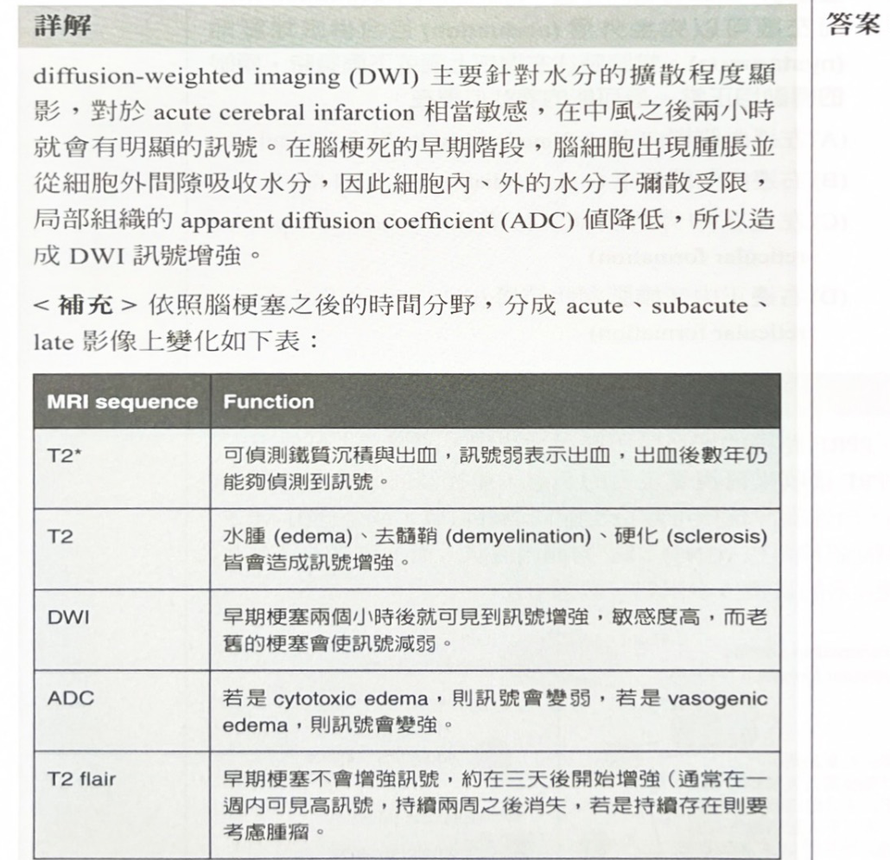 詳解
答案
diffusion-weighted imaging (DWI) 主要針對水分的擴散程度顯
影，對於 acute cerebral infarction 相當敏感，在中風之後兩小時
就會有明顯的訊號。在腦梗死的早期階段，腦細胞出現腫脹並
從細胞外間隙吸收水分，因此細胞內、外的水分子彌散受限，
局部組織的 apparent diffusion coefficient (ADC) 值降低，所以造
成 DWI 訊號增強。
< 補充 > 依照腦梗塞之後的時間分野，分成 acute、subacute、
late 影像上變化如下表：
MRI sequence Function
T2* 可偵測鐵質沉積與出血，訊號弱表示出血，出血後數年仍
能夠偵測到訊號。
T2 水腫 (edema)、去髓鞘 (demyelination)、硬化 (sclerosis)
皆會造成訊號增強。
DWI 早期梗塞兩個小時後就可見到訊號增強，敏感度高，而老
舊的梗塞會使訊號減弱。
ADC 若是 cytotoxic edema，則訊號會變弱，若是 vasogenic
edema，則訊號會變強。
T2 flair 早期梗塞不會增強訊號，約在三天後開始增強（通常在一
週內可見高訊號，持續兩周之後消失，若是持續存在則要
考慮腫瘤。